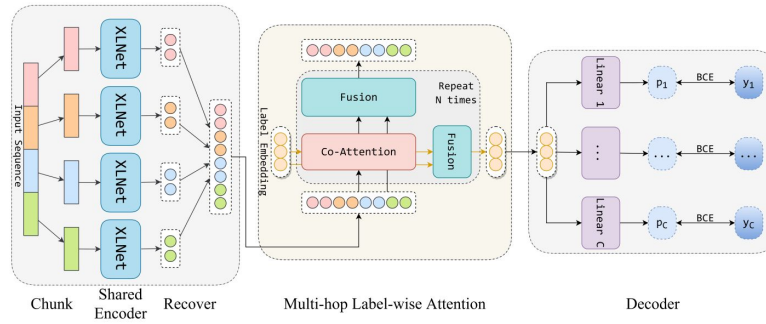 Input Sequence
XLNet
XLNet
XLNet
XLNet
Chunk
Shared
Encoder
Recover
Label Embedding
Fusion
Repeat
N times
Co-Attention
Fusion
Multi-hop Label-wise Attention
Linear 1
p1
BCE
y1
...
...
BCE
...
Linear C
pC
BCE
yC
Decoder